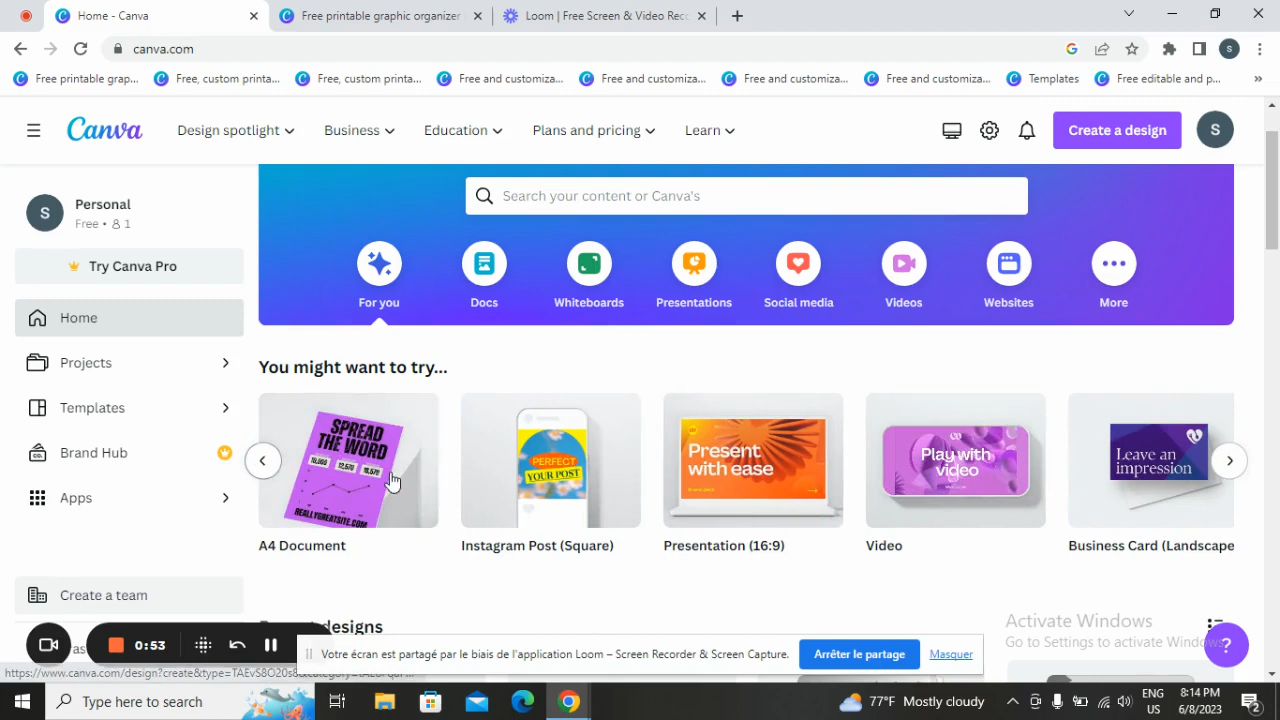 Home - Canva
Free printable graphic organizer
Loom | Free Screen & Video Rec
canva.com
S
Free printable grap...
Free, custom printa...
Free, custom printa...
Free and customiza...
Free and customiza...
Free and customiza...
Free and customiza...
Templates
Free editable and p...
Canva
Design spotlight
Business
Education
Plans and pricing
Learn
Create a design
S
S
Personal
Free • 1
Try Canva Pro
Home
Projects
Templates
Brand Hub
Apps
Create a team
Search your content or Canva's
For you
Docs
Whiteboards
Presentations
Social media
Videos
Websites
More
You might want to try...
SPREAD
THE WORD
REALLYGREATSITE.COM
PERFECT
YOUR POST
Present
with ease
Play with
video
Leave an
impression
A4 Document
Instagram Post (Square)
Presentation (16:9)
Video
Business Card (Landscape
designs
Activate Windows
Go to Settings to activate Windows.
0:53
Votre écran est partagé par le biais de l'application Loom – Screen Recorder & Screen Capture.
Arrêter le partage
Masquer
?
Type here to search
77°F Mostly cloudy
ENG
US
8:14 PM
6/8/2023
2